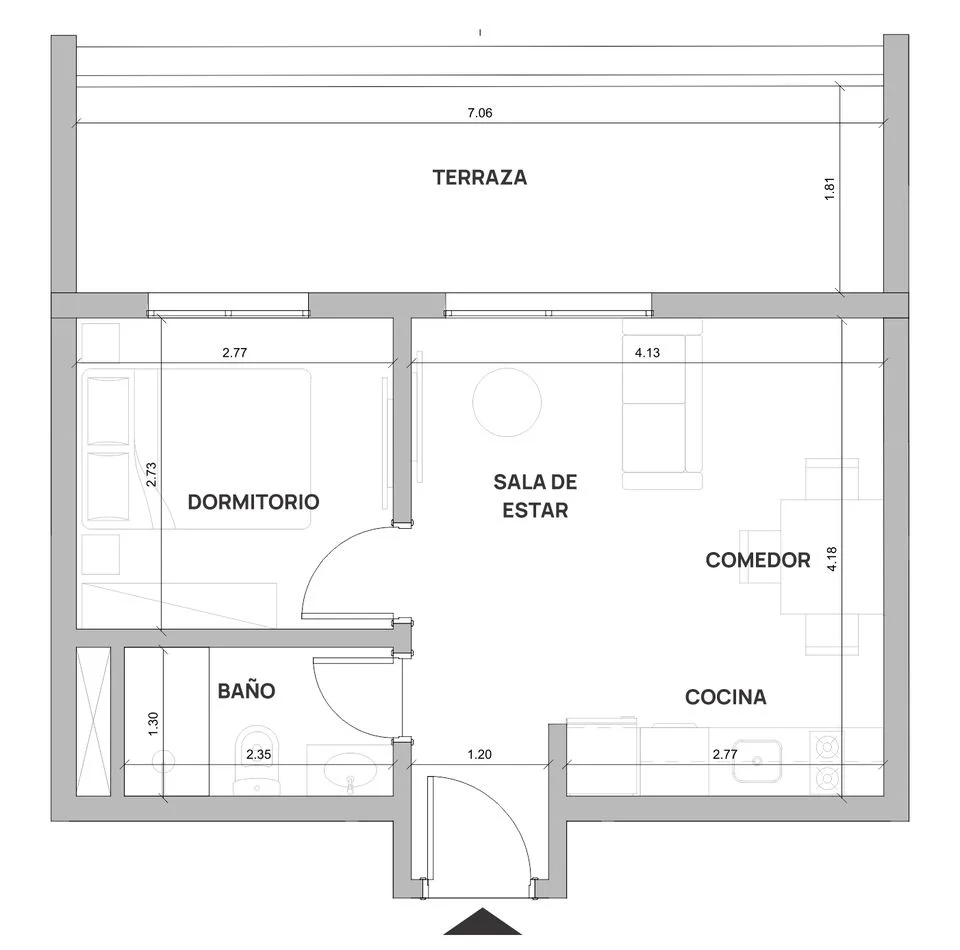 7.06
TERRAZA
1.81
2.77
4.13
2.73
SALA DE
ESTAR
DORMITORIO
COMEDOR
4.18
BAÑO
COCINA
1.30
2.35
1.20
2.77